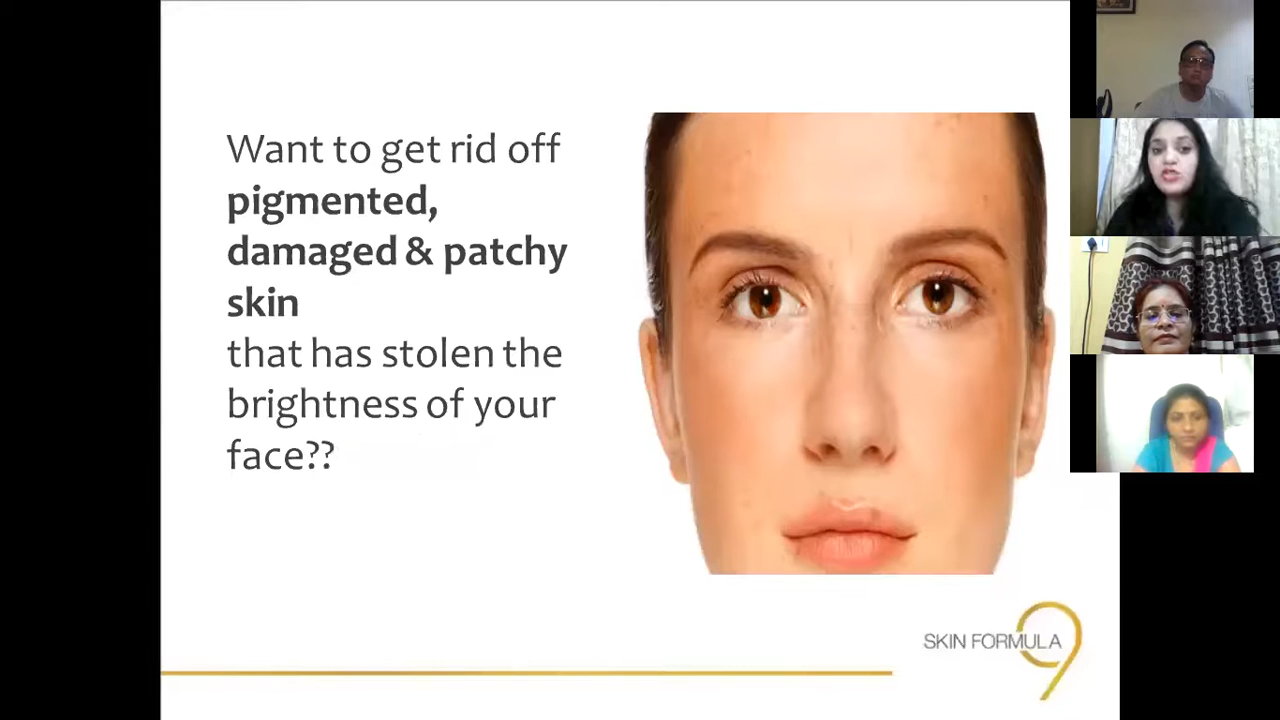 Want to get rid off
pigmented,
damaged & patchy
skin
that has stolen the
brightness of your
face??
SKIN FORMULA 9